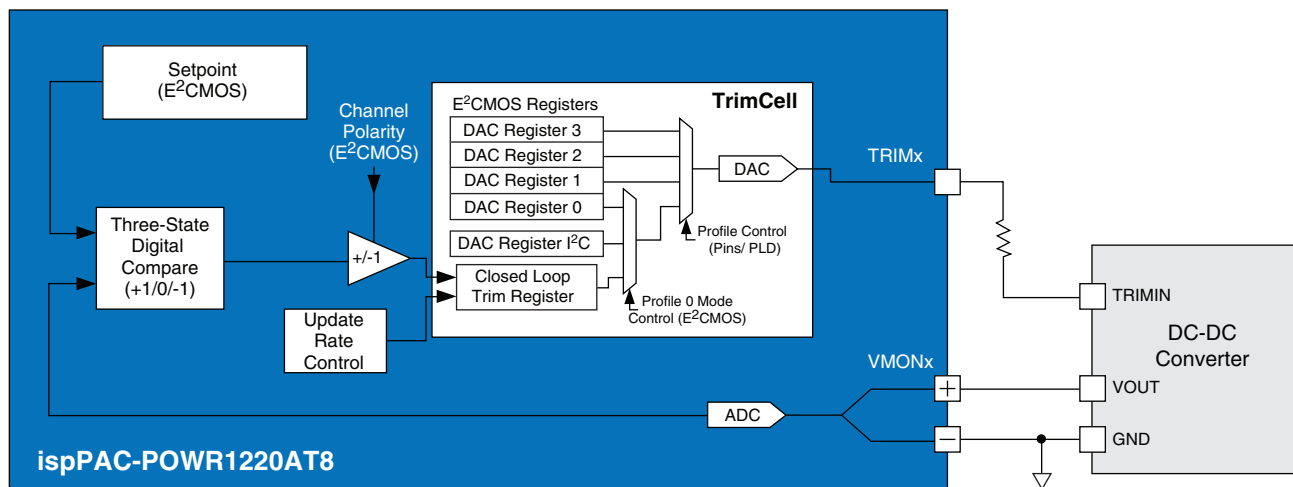 Setpoint
(E²CMOS)
Channel
Polarity
(E²CMOS)
TrimCell
E²CMOS Registers
DAC Register 3
DAC Register 2
DAC Register 1
DAC Register 0
DAC Register I²C
Closed Loop
Trim Register
DAC
Profile Control
(Pins/ PLD)
Profile 0 Mode
Control (E²CMOS)
Three-State
Digital
Compare
(+1/0/-1)
+/-1
Update
Rate
Control
TRIMx
VMONx
+
−
ADC
TRIMIN
DC-DC
Converter
VOUT
GND
ispPAC-POWR1220AT8